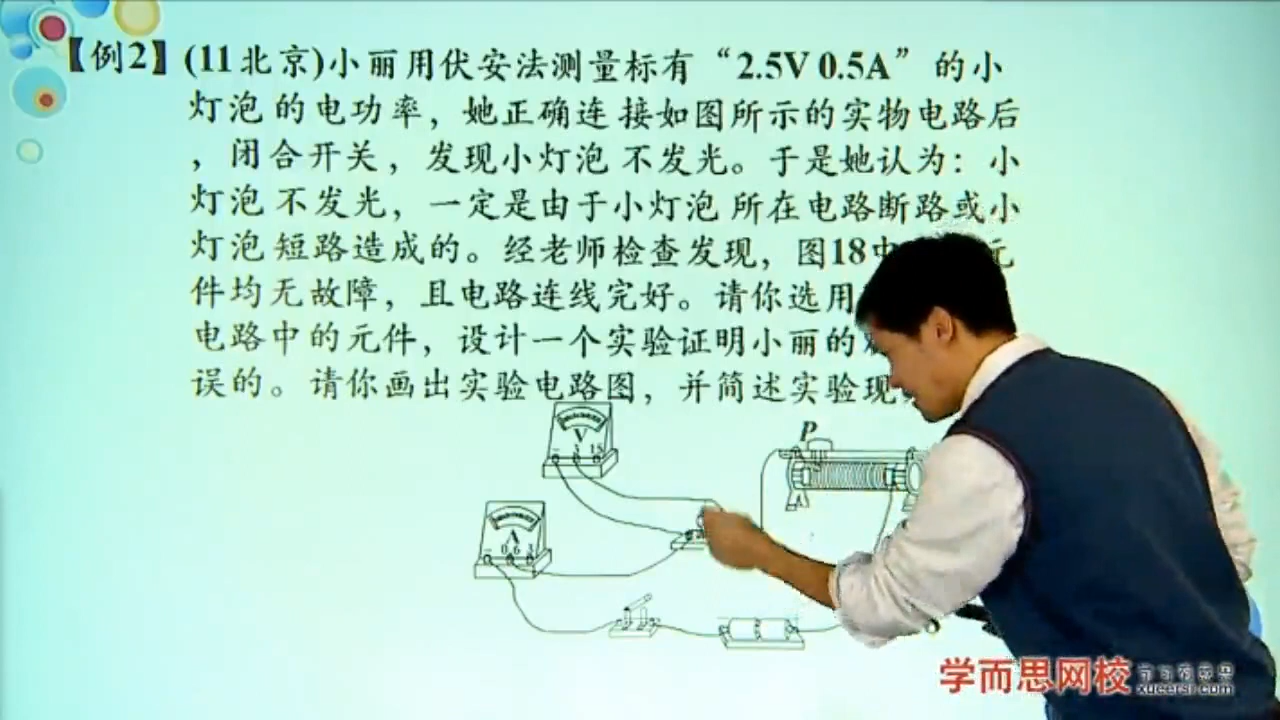 【例2】(11北京)小丽用伏安法测量标有“2.5V 0.5A”的小
灯泡的电功率，她正确连接如图所示的实物电路后
，闭合开关，发现小灯泡不发光。于是她认为：小
灯泡不发光，一定是由于小灯泡所在电路断路或小
灯泡短路造成的。经老师检查发现，图18中 元
件均无故障，且电路连线完好。请你选用
电路中的元件，设计一个实验证明小丽的
误的。请你画出实验电路图，并简述实验现
P
V
3 15
A
0.6 3
学而思网校
xueersi.com